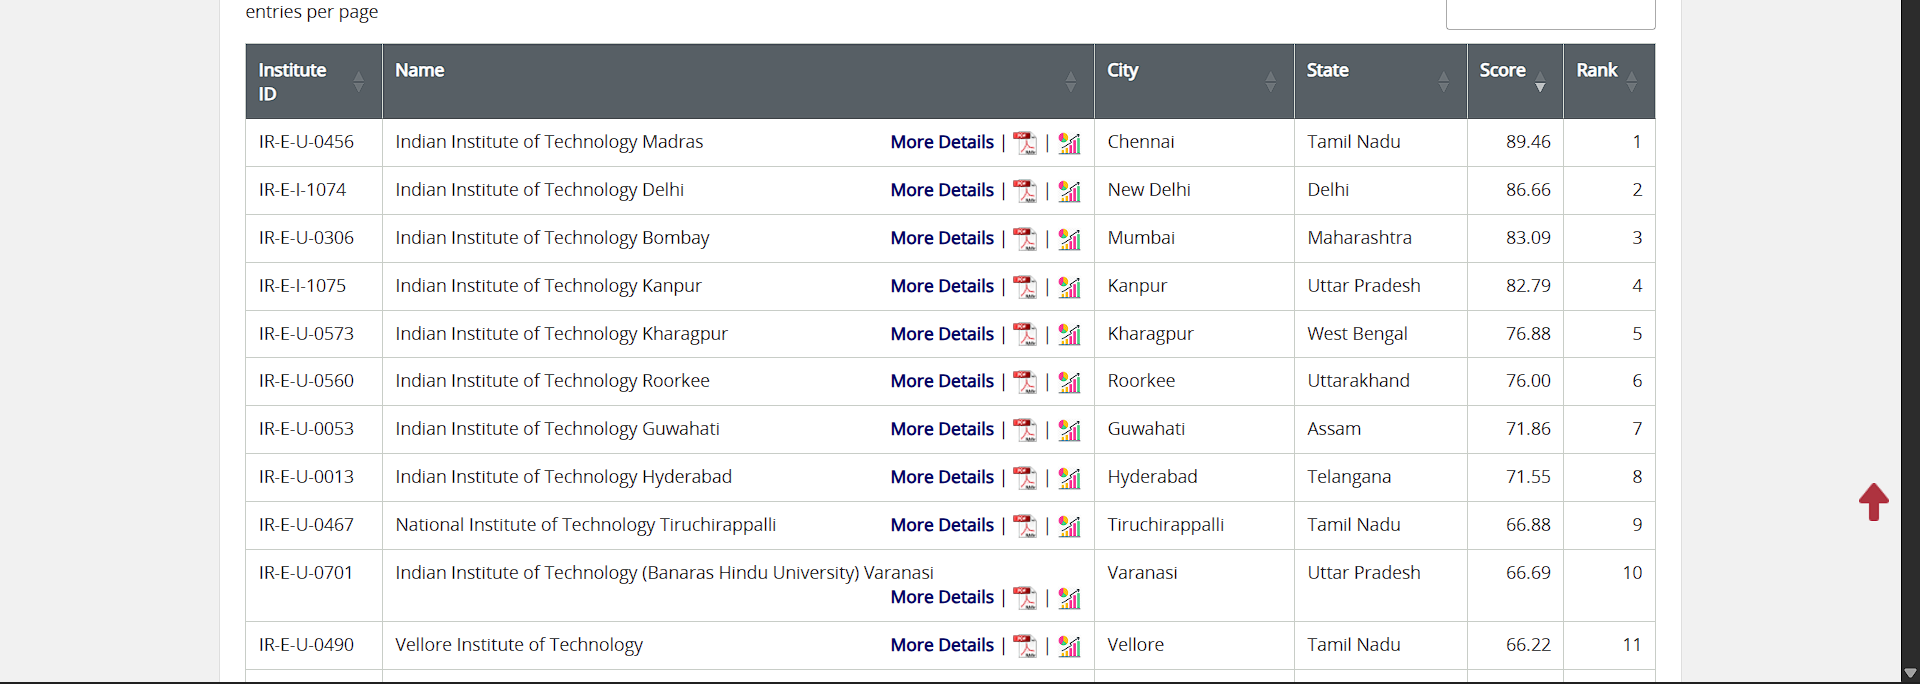 entries per page
Institute ID Name City State Score Rank
IR-E-U-0456 Indian Institute of Technology Madras More Details | | Chennai Tamil Nadu 89.46 1
IR-E-I-1074 Indian Institute of Technology Delhi More Details | | New Delhi Delhi 86.66 2
IR-E-U-0306 Indian Institute of Technology Bombay More Details | | Mumbai Maharashtra 83.09 3
IR-E-I-1075 Indian Institute of Technology Kanpur More Details | | Kanpur Uttar Pradesh 82.79 4
IR-E-U-0573 Indian Institute of Technology Kharagpur More Details | | Kharagpur West Bengal 76.88 5
IR-E-U-0560 Indian Institute of Technology Roorkee More Details | | Roorkee Uttarakhand 76.00 6
IR-E-U-0053 Indian Institute of Technology Guwahati More Details | | Guwahati Assam 71.86 7
IR-E-U-0013 Indian Institute of Technology Hyderabad More Details | | Hyderabad Telangana 71.55 8
IR-E-U-0467 National Institute of Technology Tiruchirappalli More Details | | Tiruchirappalli Tamil Nadu 66.88 9
IR-E-U-0701 Indian Institute of Technology (Banaras Hindu University) Varanasi Varanasi Uttar Pradesh 66.69 10
More Details | |
IR-E-U-0490 Vellore Institute of Technology More Details | | Vellore Tamil Nadu 66.22 11